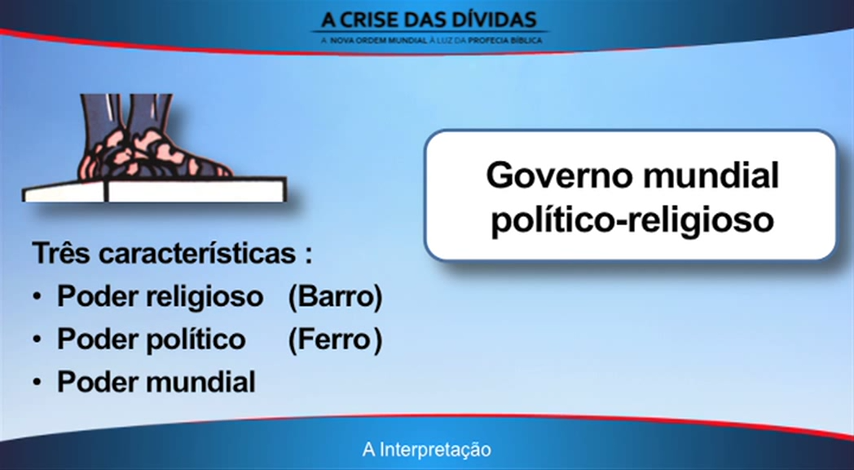 A CRISE DAS DÍVIDAS
A NOVA ORDEM MUNDIAL À LUZ DA PROFECIA BÍBLICA
Governo mundial
político-religioso
Três características :
• Poder religioso (Barro)
• Poder político (Ferro)
• Poder mundial
A Interpretação